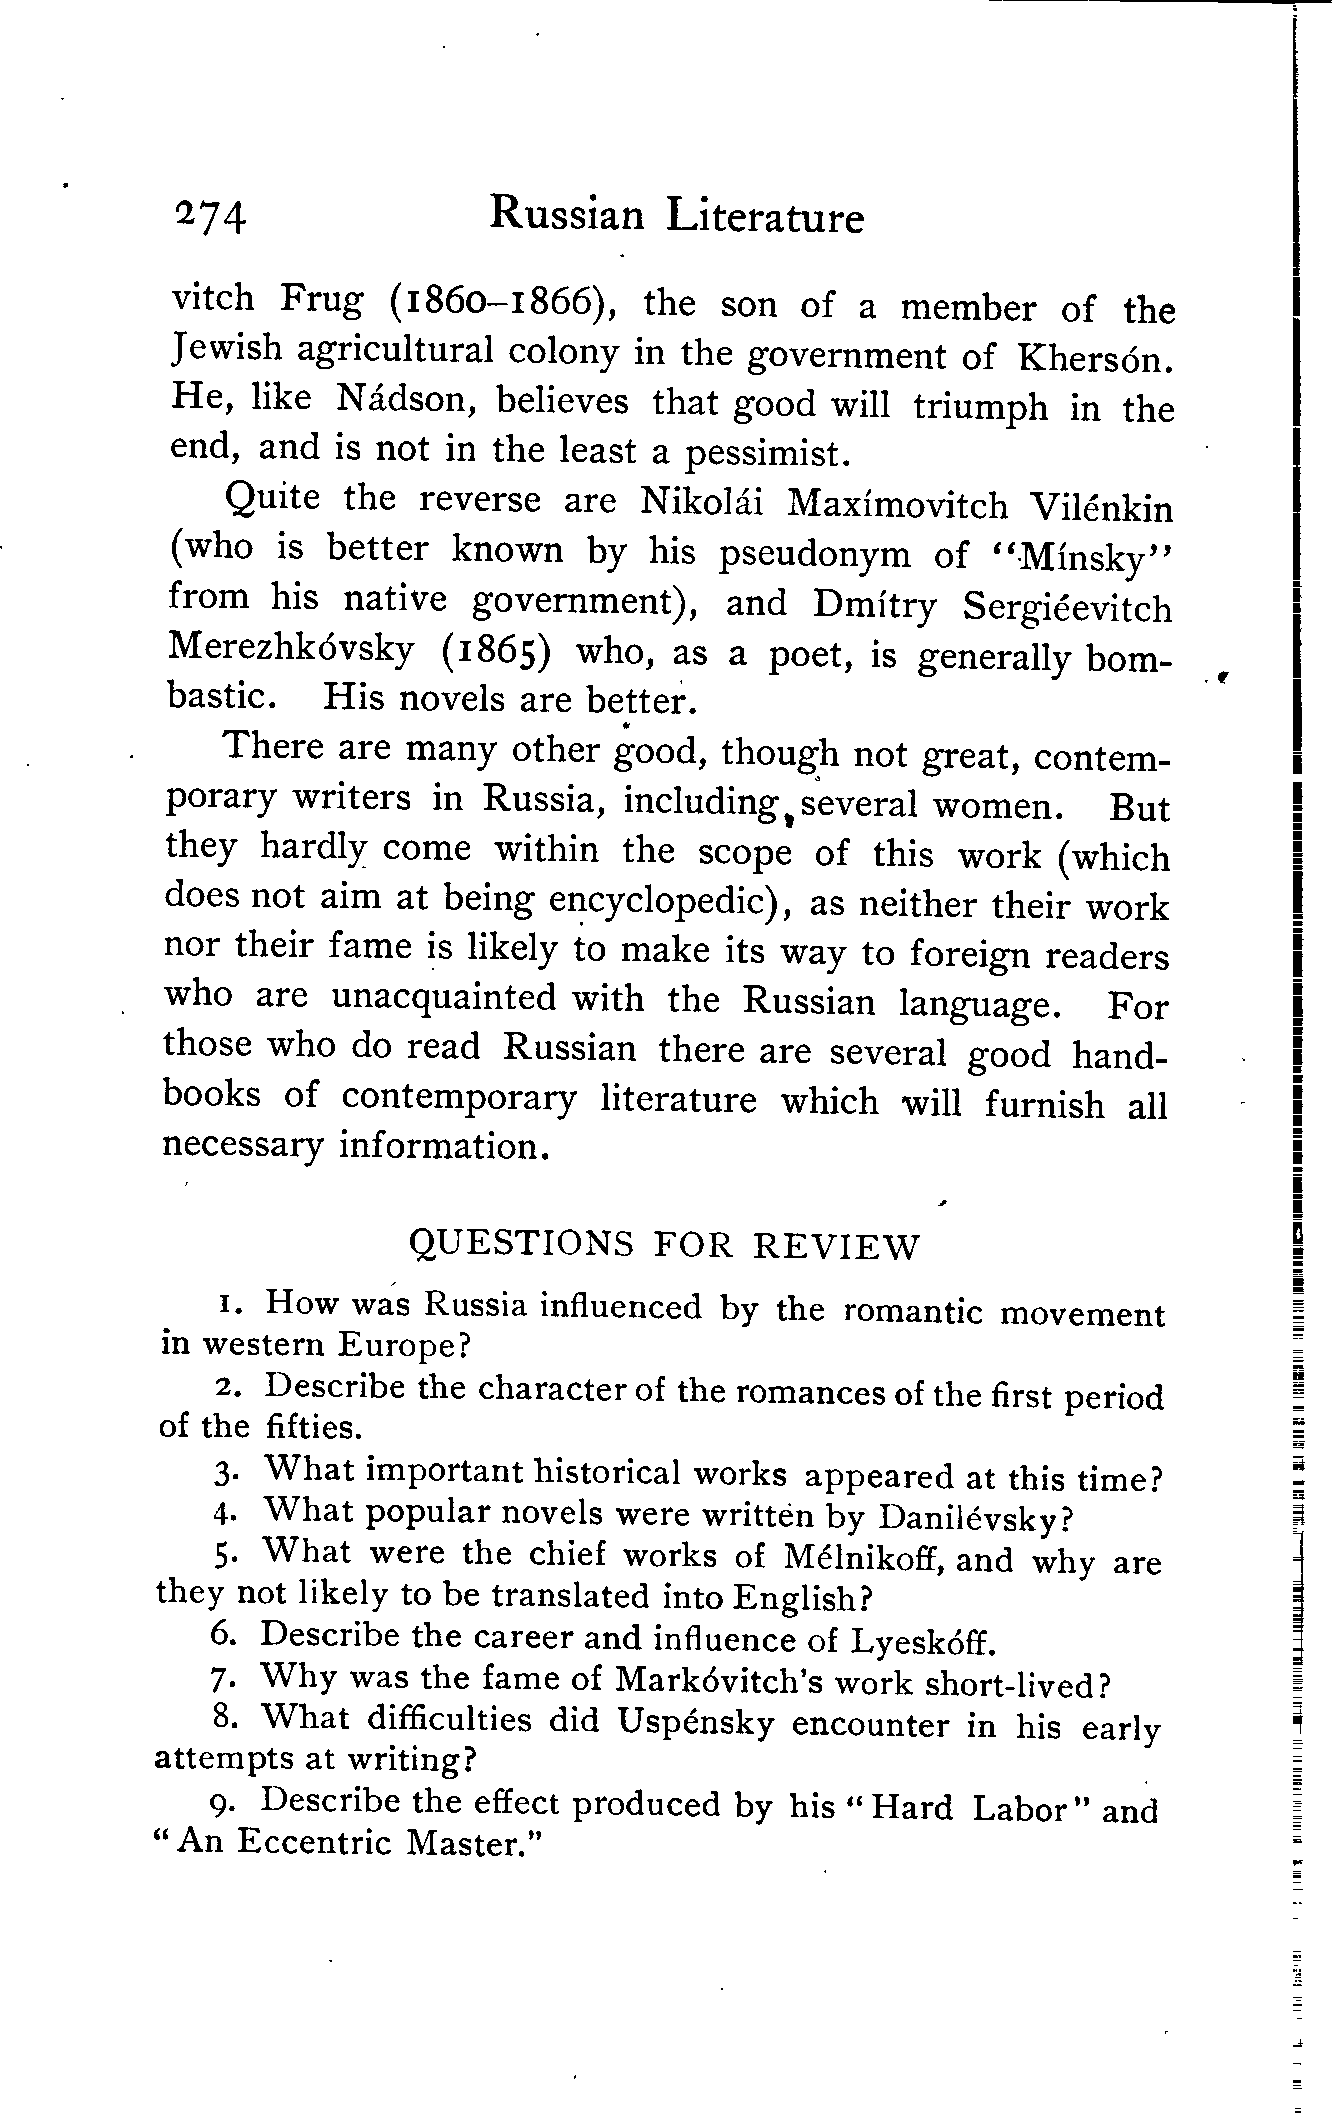 274 Russian Literature
vitch Frug (1860–1866), the son of a member of the
Jewish agricultural colony in the government of Khersón.
He, like Nádson, believes that good will triumph in the
end, and is not in the least a pessimist.
Quite the reverse are Nikolái Maxímovitch Vilénkin
(who is better known by his pseudonym of "Mínsky"
from his native government), and Dmítry Sergiéevitch
Merezhkóvsky (1865) who, as a poet, is generally bom-
bastic. His novels are better.
There are many other good, though not great, contem-
porary writers in Russia, including several women. But
they hardly come within the scope of this work (which
does not aim at being encyclopedic), as neither their work
nor their fame is likely to make its way to foreign readers
who are unacquainted with the Russian language. For
those who do read Russian there are several good hand-
books of contemporary literature which will furnish all
necessary information.
QUESTIONS FOR REVIEW
1. How was Russia influenced by the romantic movement
in western Europe?
2. Describe the character of the romances of the first period
of the fifties.
3. What important historical works appeared at this time?
4. What popular novels were written by Danilévsky?
5. What were the chief works of Mélnikoff, and why are
they not likely to be translated into English?
6. Describe the career and influence of Lyeskóff.
7. Why was the fame of Markóvitch's work short-lived?
8. What difficulties did Uspénsky encounter in his early
attempts at writing?
9. Describe the effect produced by his "Hard Labor" and
"An Eccentric Master."